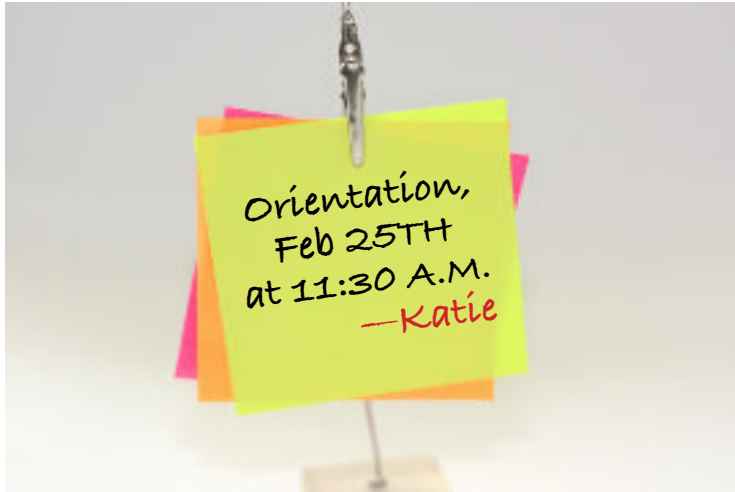 Orientation,
Feb 25TH
at 11:30 A.M.
—Katie